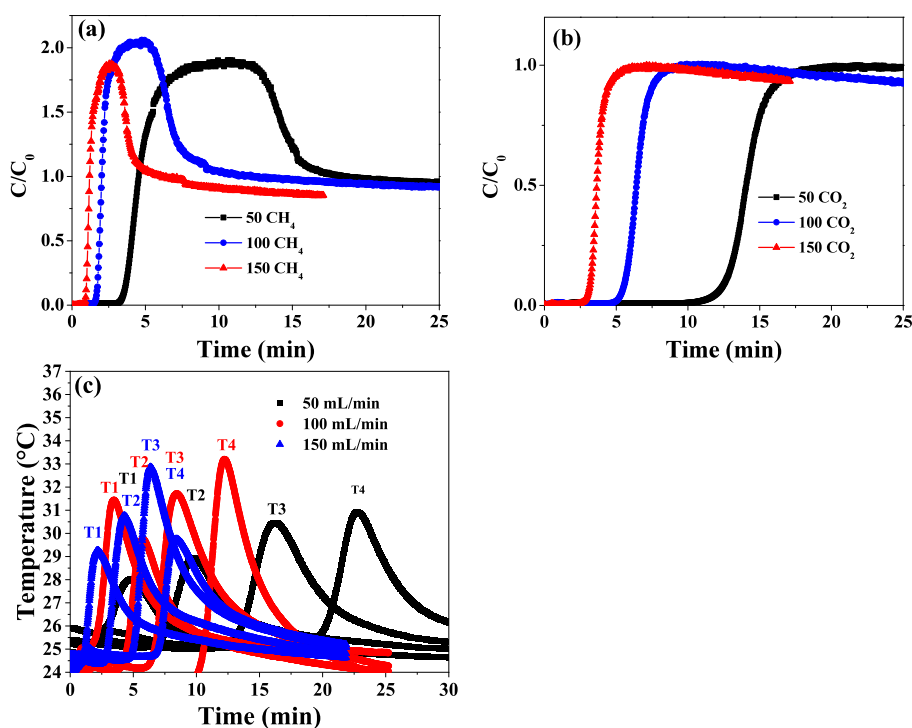 (a)
2.0
1.5
1.0
0.5
0.0
C/C0
50 CH4
100 CH4
150 CH4
0 5 10 15 20 25
Time (min)
(b)
1.0
0.5
0.0
C/C0
50 CO2
100 CO2
150 CO2
0 5 10 15 20 25
Time (min)
(c)
37
36
35
34
33
32
31
30
29
28
27
26
25
24
Temperature (°C)
50 mL/min
100 mL/min
150 mL/min
T3 T3 T4
T2
T1 T4 T2
T1 T2
T1
T3 T4
0 5 10 15 20 25 30
Time (min)